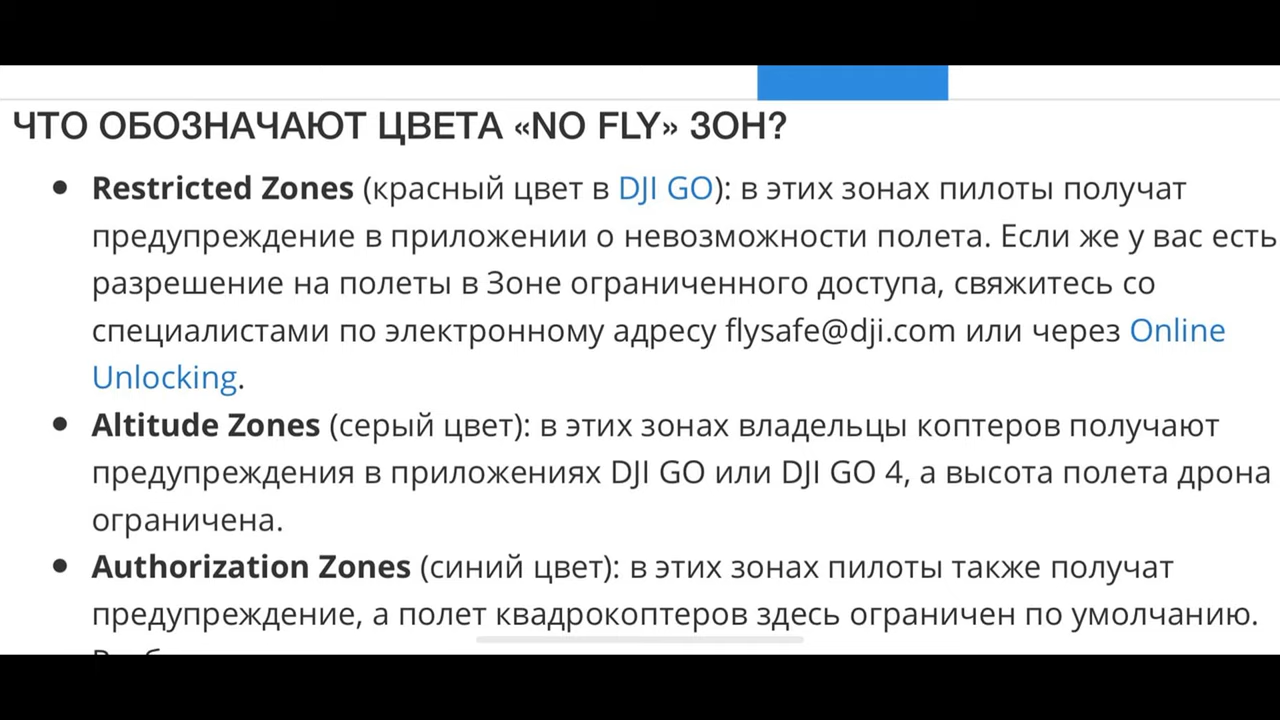 ЧТО ОБОЗНАЧАЮТ ЦВЕТА «NO FLY» ЗОН?
Restricted Zones (красный цвет в DJI GO): в этих зонах пилоты получат
предупреждение в приложении о невозможности полета. Если же у вас есть
разрешение на полеты в Зоне ограниченного доступа, свяжитесь со
специалистами по электронному адресу flysafe@dji.com или через Online
Unlocking.
Altitude Zones (серый цвет): в этих зонах владельцы коптеров получают
предупреждения в приложениях DJI GO или DJI GO 4, а высота полета дрона
ограничена.
Authorization Zones (синий цвет): в этих зонах пилоты также получат
предупреждение, а полет квадрокоптеров здесь ограничен по умолчанию.